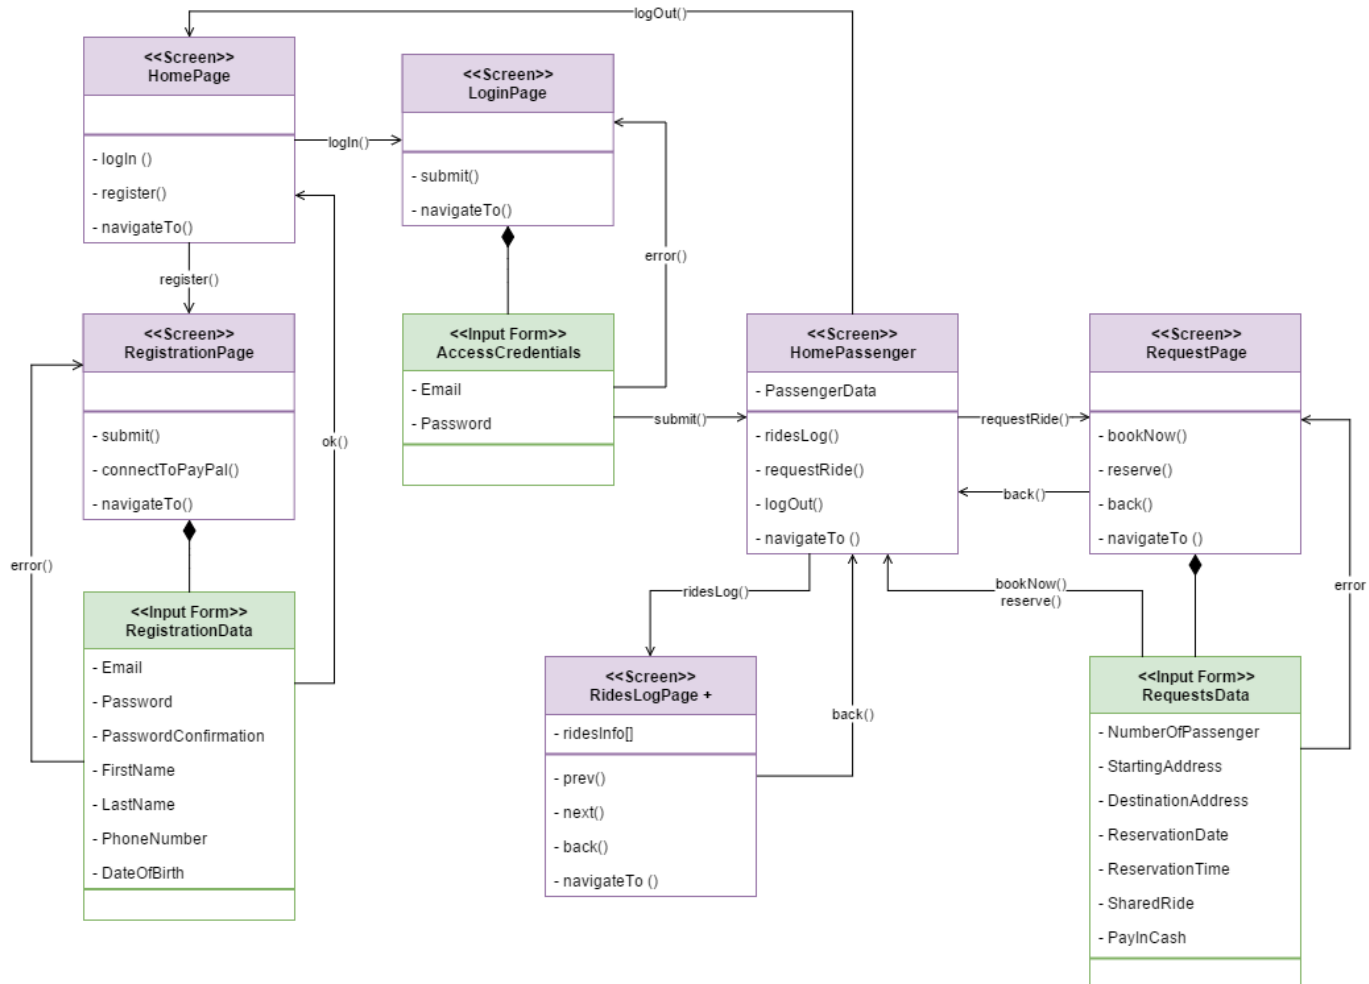 logOut()
<<Screen>>
HomePage
- logIn ()
- register()
- navigateTo()
logIn()
<<Screen>>
LoginPage
- submit()
- navigateTo()
error()
register()
ok()
<<Screen>>
RegistrationPage
- submit()
- connectToPayPal()
- navigateTo()
error()
<<Input Form>>
RegistrationData
- Email
- Password
- PasswordConfirmation
- FirstName
- LastName
- PhoneNumber
- DateOfBirth
<<Input Form>>
AccessCredentials
- Email
- Password
submit()
<<Screen>>
HomePassenger
- PassengerData
- ridesLog()
- requestRide()
- logOut()
- navigateTo ()
requestRide()
back()
<<Screen>>
RequestPage
- bookNow()
- reserve()
- back()
- navigateTo ()
ridesLog()
back()
bookNow()
reserve()
error
<<Screen>>
RidesLogPage +
- ridesInfo[]
- prev()
- next()
- back()
- navigateTo ()
<<Input Form>>
RequestsData
- NumberOfPassenger
- StartingAddress
- DestinationAddress
- ReservationDate
- ReservationTime
- SharedRide
- PayInCash